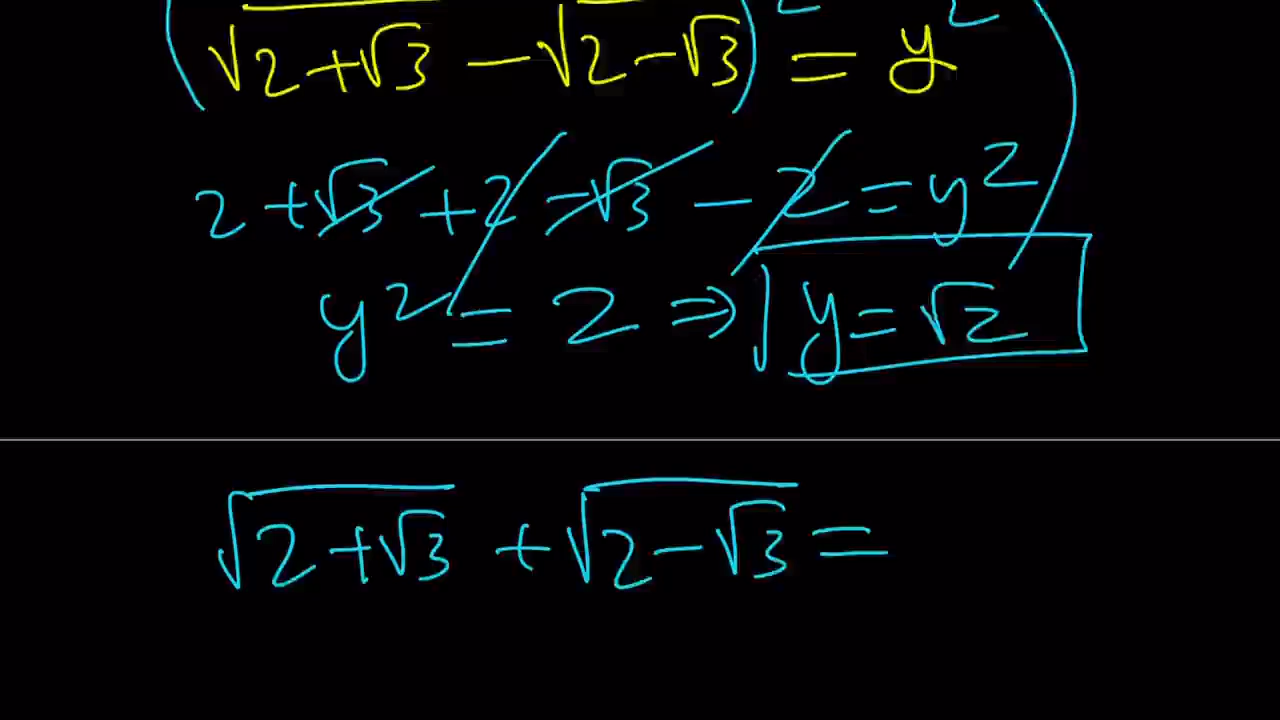 (√(2+√3) − √(2−√3))² = y²
2 + √3 + 2 − √3 − 2 = y²
y² = 2 ⇒ y = √2
√(2+√3) + √(2−√3) =